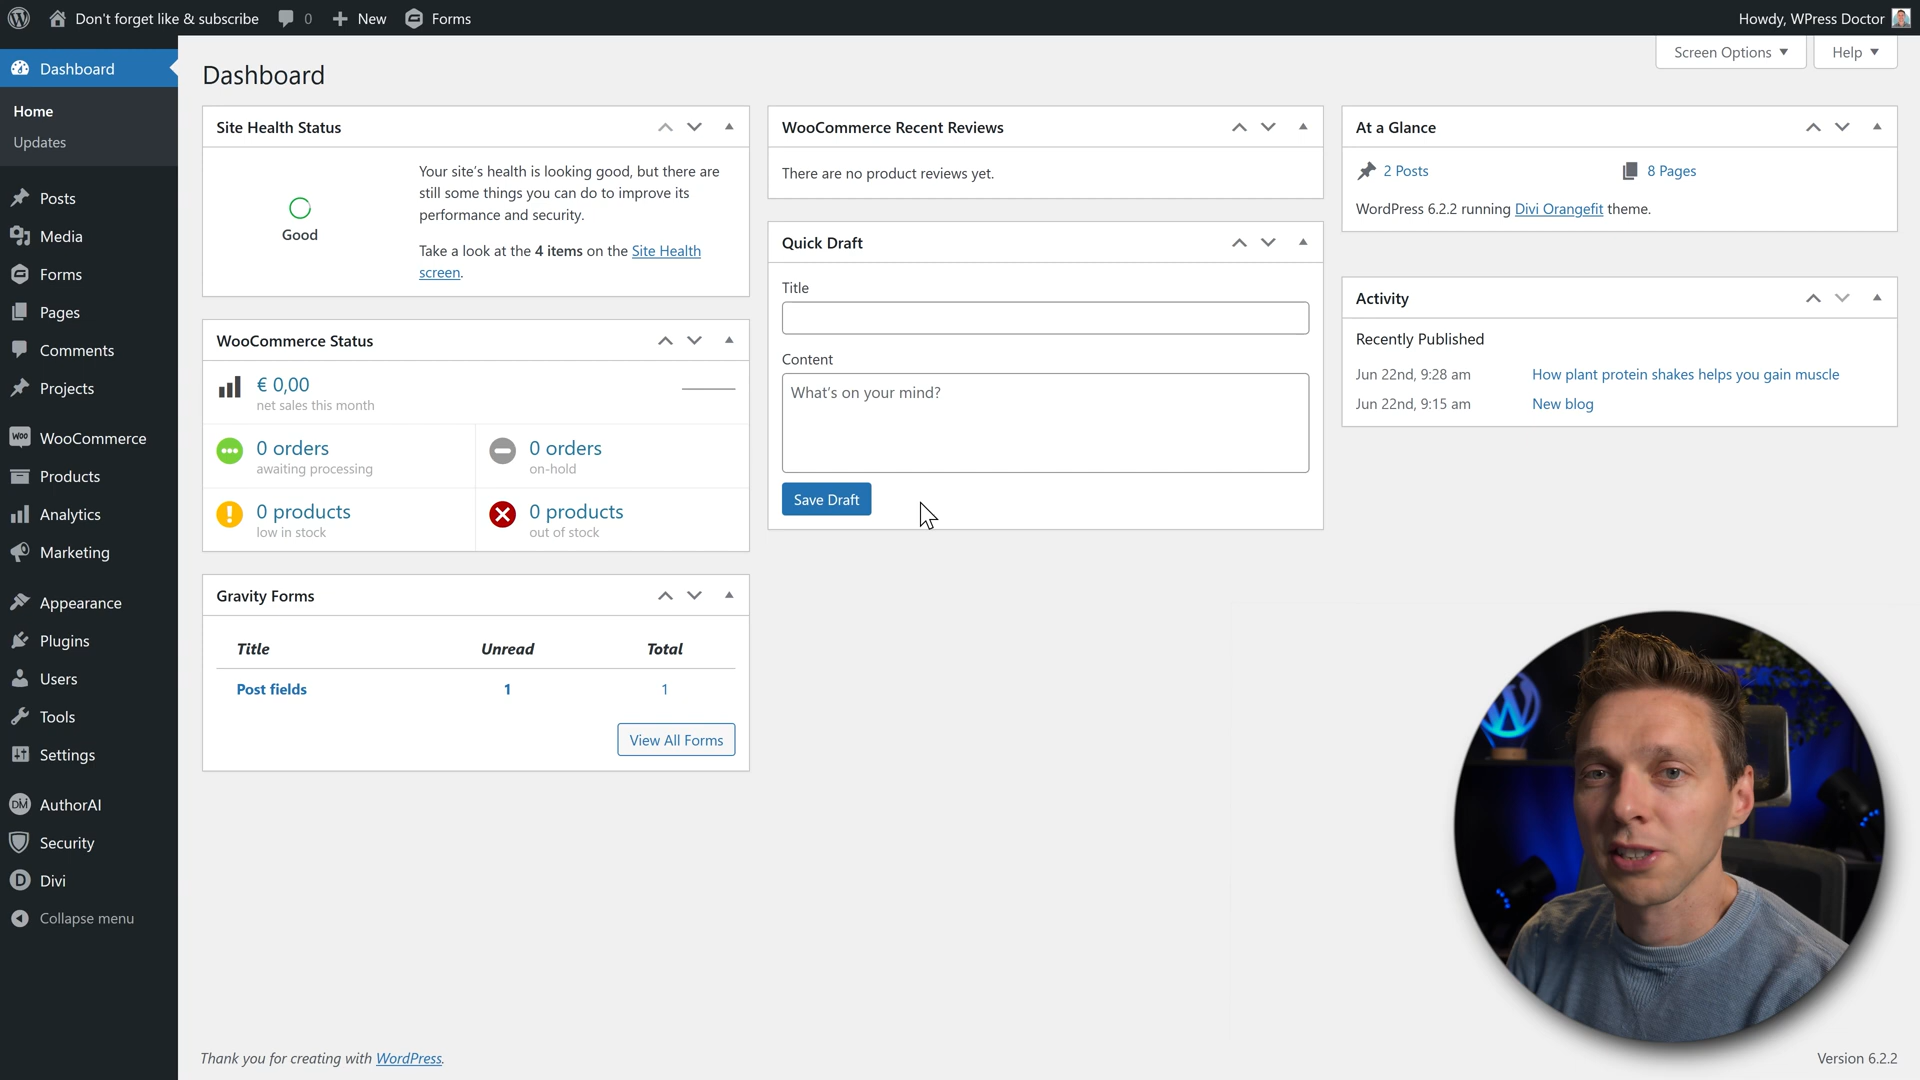 Don't forget like & subscribe
0
New
Forms
Howdy, WPress Doctor
Screen Options
Help
Dashboard
Home
Updates
Posts
Media
Forms
Pages
Comments
Projects
WooCommerce
Products
Analytics
Marketing
Appearance
Plugins
Users
Tools
Settings
AuthorAI
Security
Divi
Collapse menu
Dashboard
Site Health Status
Good
Your site's health is looking good, but there are
still some things you can do to improve its
performance and security.
Take a look at the 4 items on the Site Health
screen.
WooCommerce Status
€ 0,00
net sales this month
0 orders
awaiting processing
0 orders
on-hold
0 products
low in stock
0 products
out of stock
Gravity Forms
Title Unread Total
Post fields 1 1
View All Forms
WooCommerce Recent Reviews
There are no product reviews yet.
Quick Draft
Title
Content
What's on your mind?
Save Draft
At a Glance
2 Posts
8 Pages
WordPress 6.2.2 running Divi Orangefit theme.
Activity
Recently Published
Jun 22nd, 9:28 am How plant protein shakes helps you gain muscle
Jun 22nd, 9:15 am New blog
Thank you for creating with WordPress.
Version 6.2.2